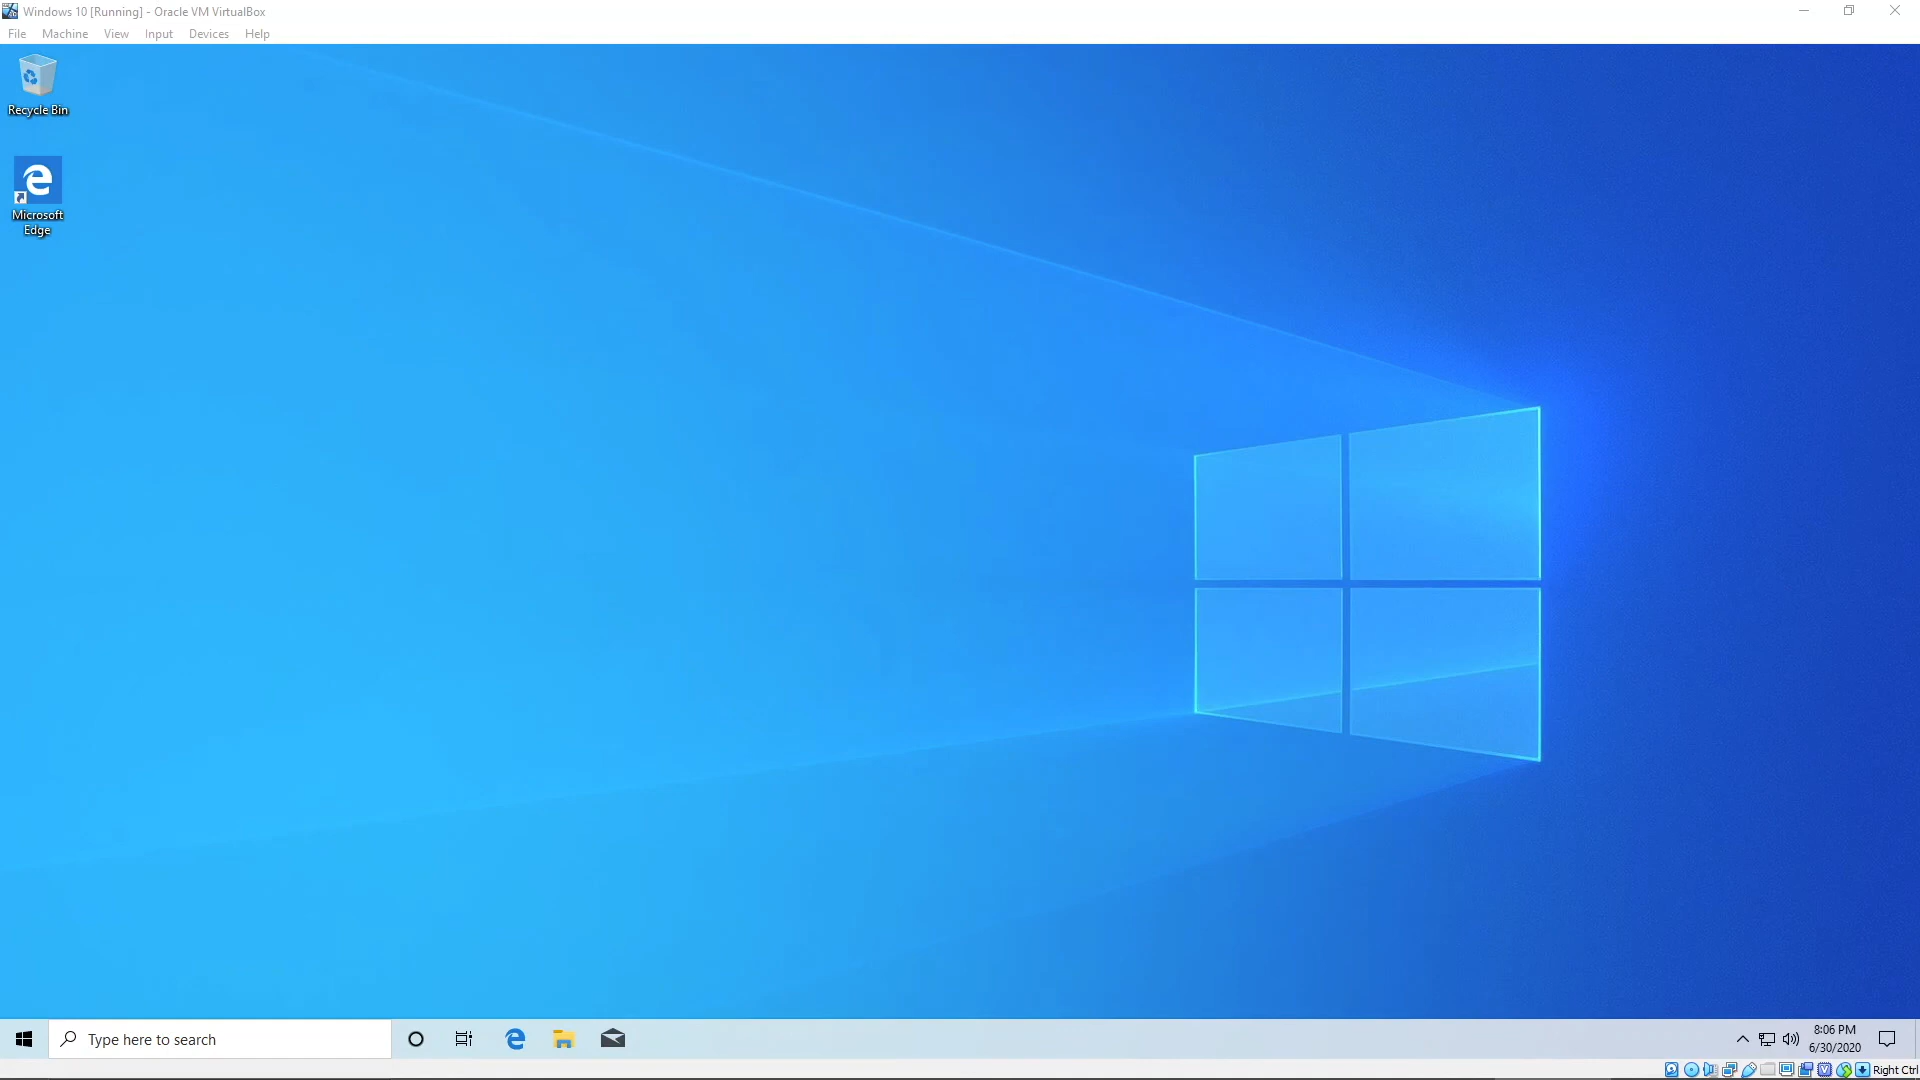 Windows 10 [Running] - Oracle VM VirtualBox
File Machine View Input Devices Help
Recycle Bin
Microsoft
Edge
Type here to search
8:06 PM
6/30/2020
Right Ctrl